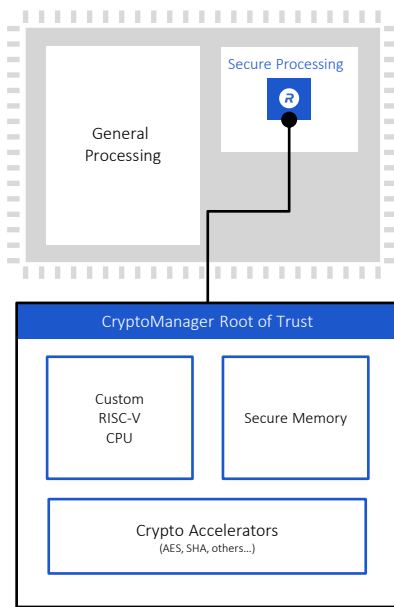 Secure Processing
R
General
Processing
CryptoManager Root of Trust
Custom
RISC-V
CPU
Secure Memory
Crypto Accelerators
(AES, SHA, others...)